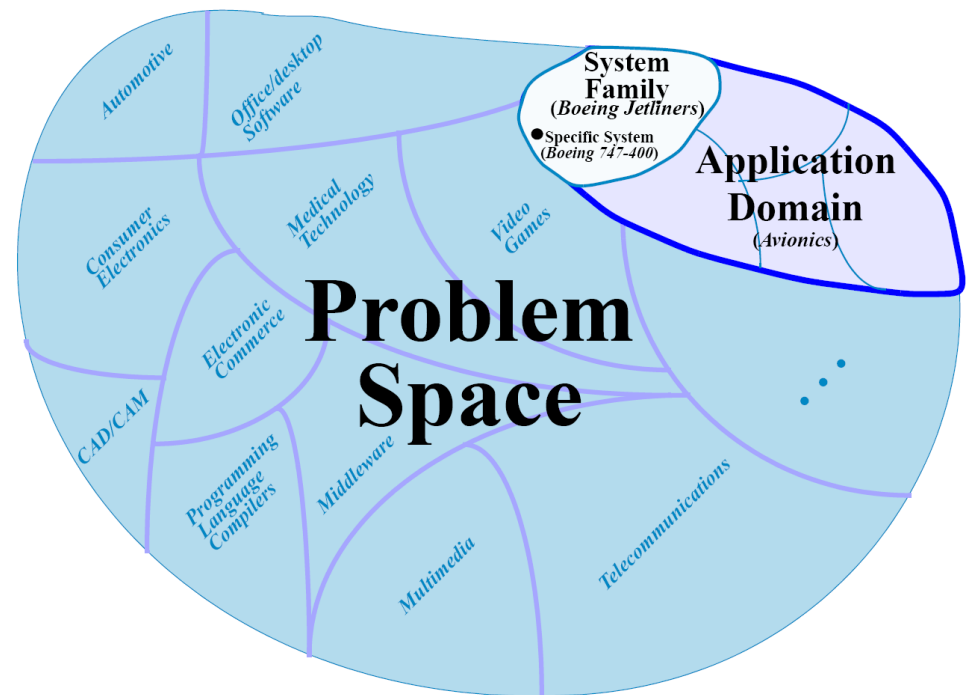 Automotive
Office/desktop
Software
System
Family
(Boeing Jetliners)
Specific System
(Boeing 747-400)
Application
Domain
(Avionics)
Consumer
Electronics
Medical
Technology
Video
Games
Electronic
Commerce
Problem
Space
CAD/CAM
Programming
Language
Compilers
Middleware
Multimedia
Telecommunications